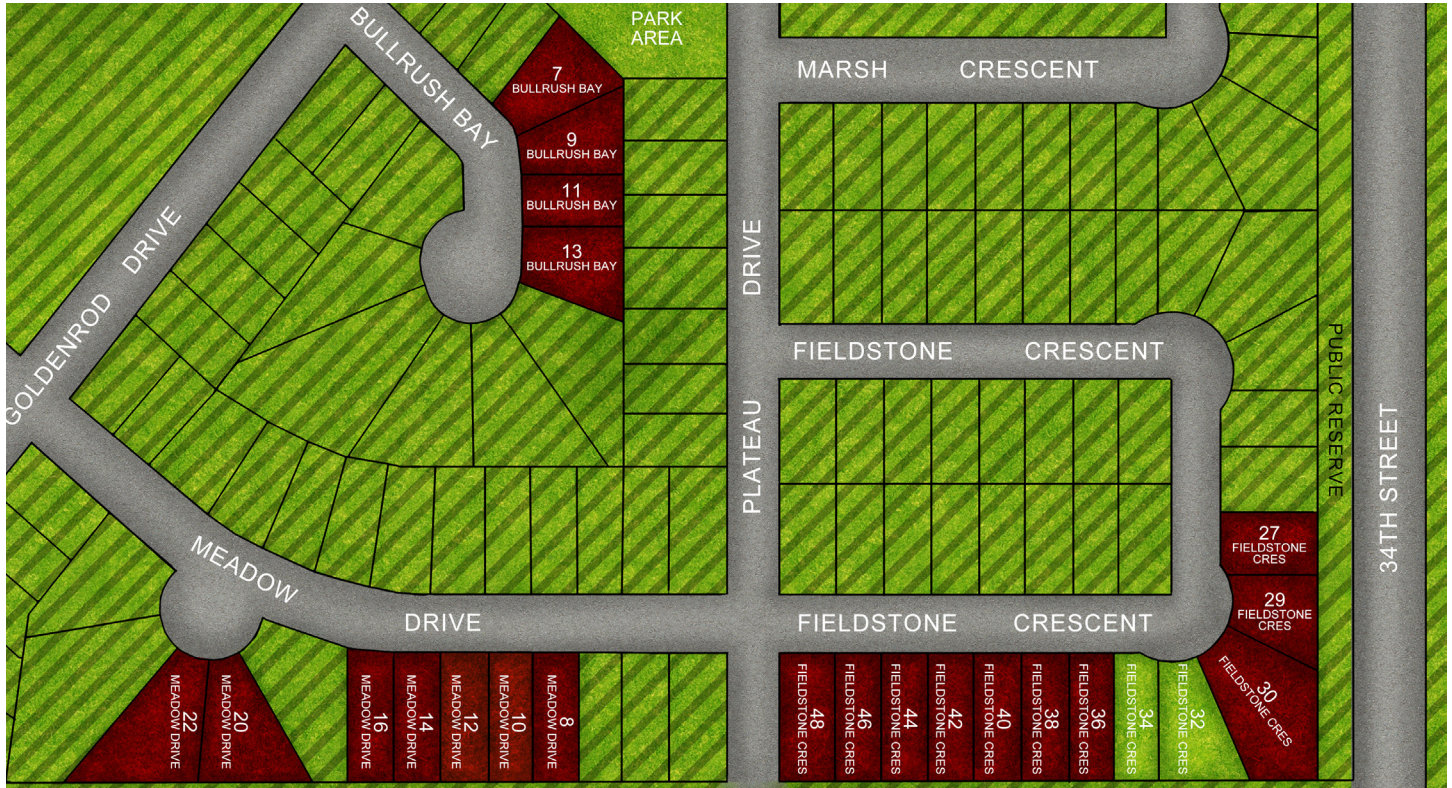 PARK
AREA
BULLRUSH BAY
BULLRUSH BAY
7
BULLRUSH BAY
9
BULLRUSH BAY
11
BULLRUSH BAY
13
BULLRUSH BAY
MARSH CRESCENT
GOLDENROD DRIVE
PLATEAU DRIVE
FIELDSTONE CRESCENT
PUBLIC RESERVE
34TH STREET
27
FIELDSTONE
CRES
29
FIELDSTONE
CRES
30
FIELDSTONE CRES
MEADOW DRIVE
FIELDSTONE CRESCENT
22
MEADOW DRIVE
20
MEADOW DRIVE
16
MEADOW DRIVE
14
MEADOW DRIVE
12
MEADOW DRIVE
10
MEADOW DRIVE
8
MEADOW DRIVE
48
FIELDSTONE CRES
46
FIELDSTONE CRES
44
FIELDSTONE CRES
42
FIELDSTONE CRES
40
FIELDSTONE CRES
38
FIELDSTONE CRES
36
FIELDSTONE CRES
34
FIELDSTONE CRES
32
FIELDSTONE CRES